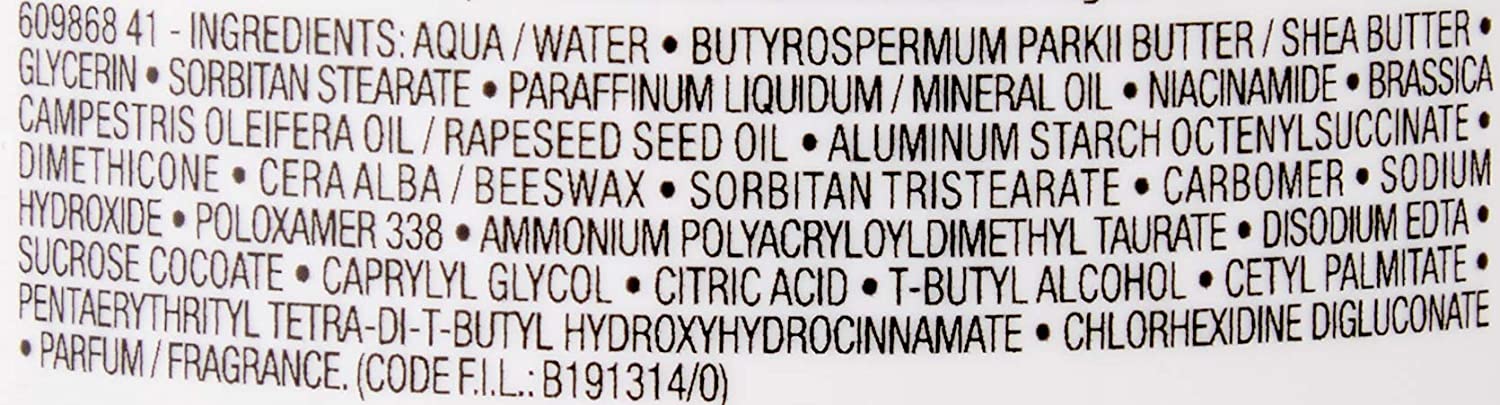 609868 41 - INGREDIENTS: AQUA / WATER • BUTYROSPERMUM PARKII BUTTER / SHEA BUTTER •
GLYCERIN • SORBITAN STEARATE • PARAFFINUM LIQUIDUM / MINERAL OIL • NIACINAMIDE • BRASSICA
CAMPESTRIS OLEIFERA OIL / RAPESEED SEED OIL • ALUMINUM STARCH OCTENYLSUCCINATE •
DIMETHICONE • CERA ALBA / BEESWAX • SORBITAN TRISTEARATE • CARBOMER • SODIUM
HYDROXIDE • POLOXAMER 338 • AMMONIUM POLYACRYLOYLDIMETHYL TAURATE • DISODIUM EDTA •
SUCROSE COCOATE • CAPRYLYL GLYCOL • CITRIC ACID • T-BUTYL ALCOHOL • CETYL PALMITATE •
PENTAERYTHRITYL TETRA-DI-T-BUTYL HYDROXYHYDROCINNAMATE • CHLORHEXIDINE DIGLUCONATE
• PARFUM / FRAGRANCE. (CODE F.I.L.: B191314/0)